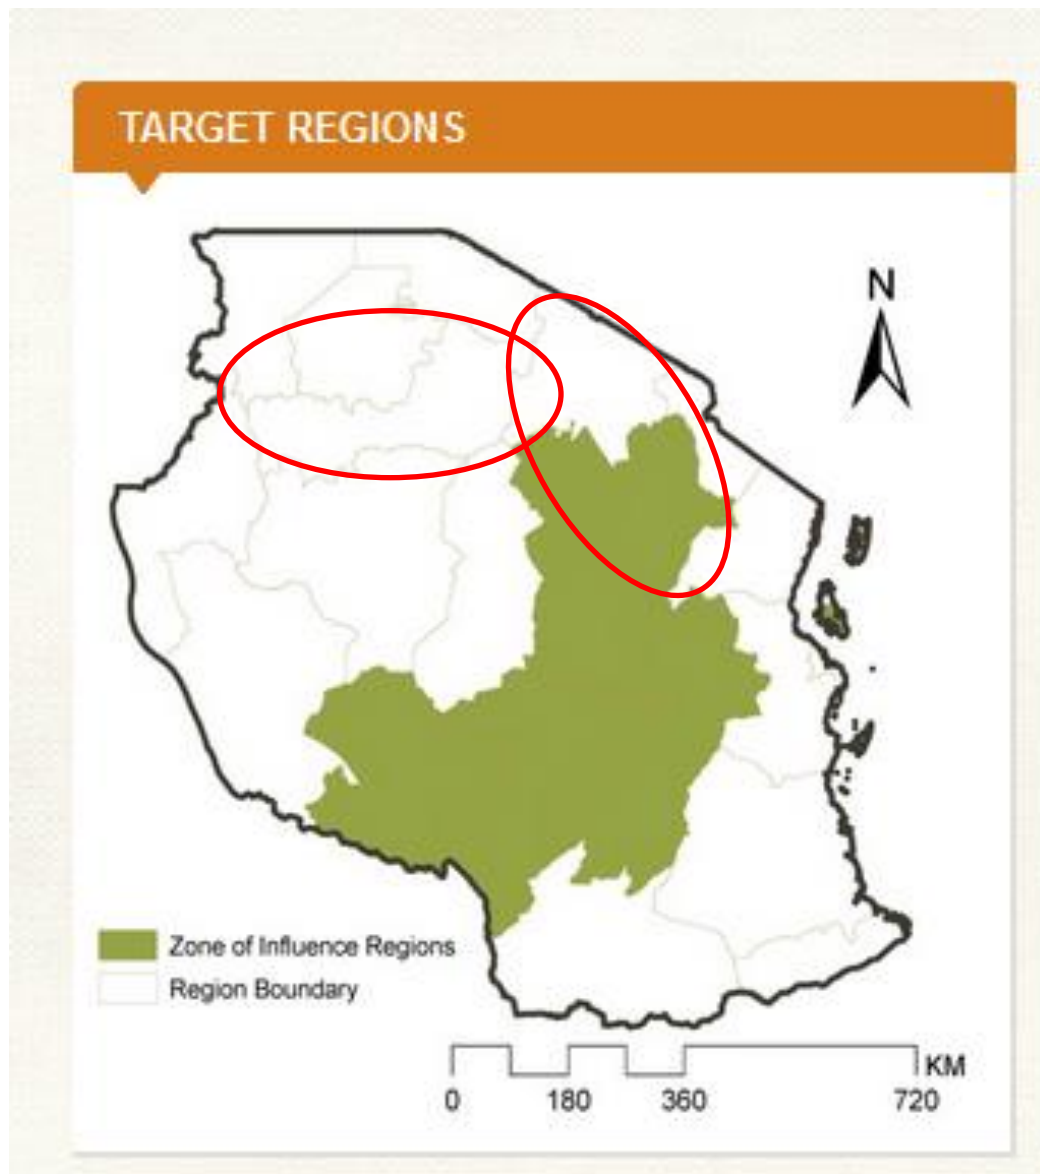 TARGET REGIONS
N
Zone of Influence Regions
Region Boundary
KM
0 180 360 720